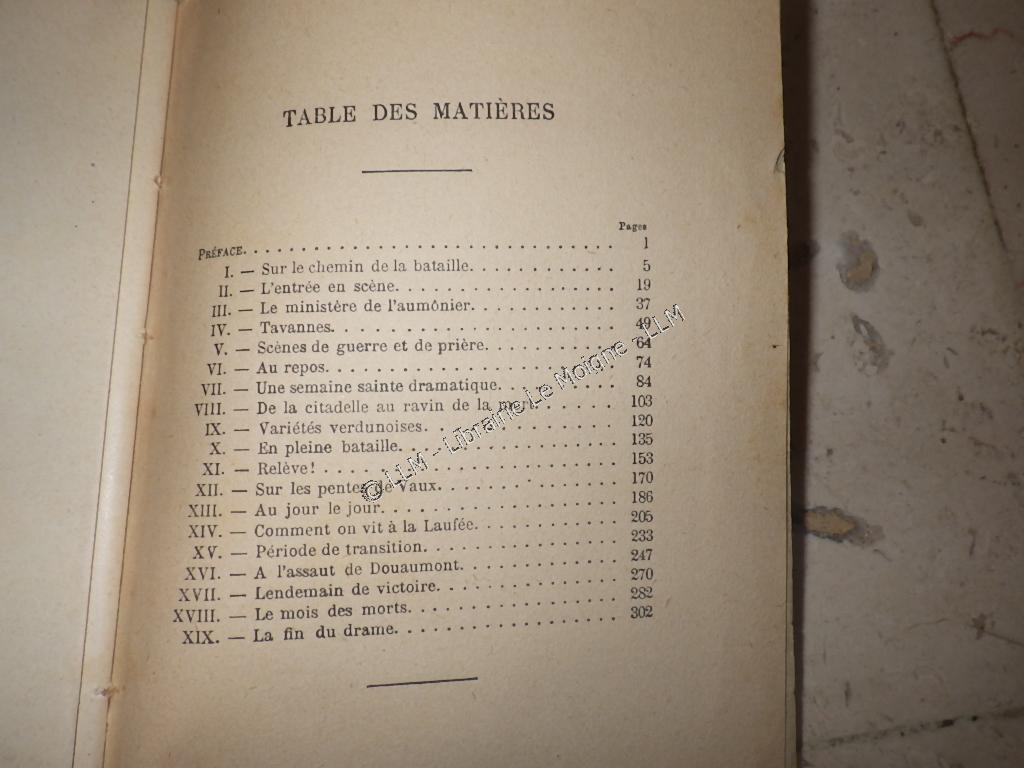 TABLE DES MATIÈRES
Pages
PRÉFACE. . . . . . . . . . . . . . . . . . . . . . . . . . . . 1
I. — Sur le chemin de la bataille. . . . . . . . . . . . . 5
II. — L'entrée en scène. . . . . . . . . . . . . . . . . . 19
III. — Le ministère de l'aumônier. . . . . . . . . . . . . 37
IV. — Tavannes. . . . . . . . . . . . . . . . . . . . . . 49
V. — Scènes de guerre et de prière. . . . . . . . . . . . 64
VI. — Au repos. . . . . . . . . . . . . . . . . . . . . . 74
VII. — Une semaine sainte dramatique. . . . . . . . . . . 84
VIII. — De la citadelle au ravin de la mort. . . . . . . . 103
IX. — Variétés verdunoises. . . . . . . . . . . . . . . . 120
X. — En pleine bataille. . . . . . . . . . . . . . . . . . 135
XI. — Relève! . . . . . . . . . . . . . . . . . . . . . . 153
XII. — Sur les pentes de Vaux. . . . . . . . . . . . . . . 170
XIII. — Au jour le jour. . . . . . . . . . . . . . . . . . 186
XIV. — Comment on vit à la Laufée. . . . . . . . . . . . . 205
XV. — Période de transition. . . . . . . . . . . . . . . . 233
XVI. — A l'assaut de Douaumont. . . . . . . . . . . . . . 247
XVII. — Lendemain de victoire. . . . . . . . . . . . . . . 270
XVIII. — Le mois des morts. . . . . . . . . . . . . . . . . 282
XIX. — La fin du drame. . . . . . . . . . . . . . . . . . 302
© LLM - Librairie Le Moigne - LLM